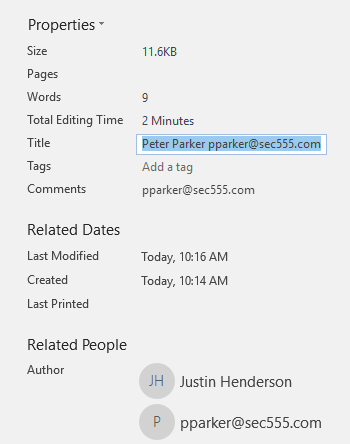 Properties
Size 11.6KB
Pages
Words 9
Total Editing Time 2 Minutes
Title Peter Parker pparker@sec555.com
Tags Add a tag
Comments pparker@sec555.com
Related Dates
Last Modified Today, 10:16 AM
Created Today, 10:14 AM
Last Printed
Related People
Author
JH Justin Henderson
P pparker@sec555.com